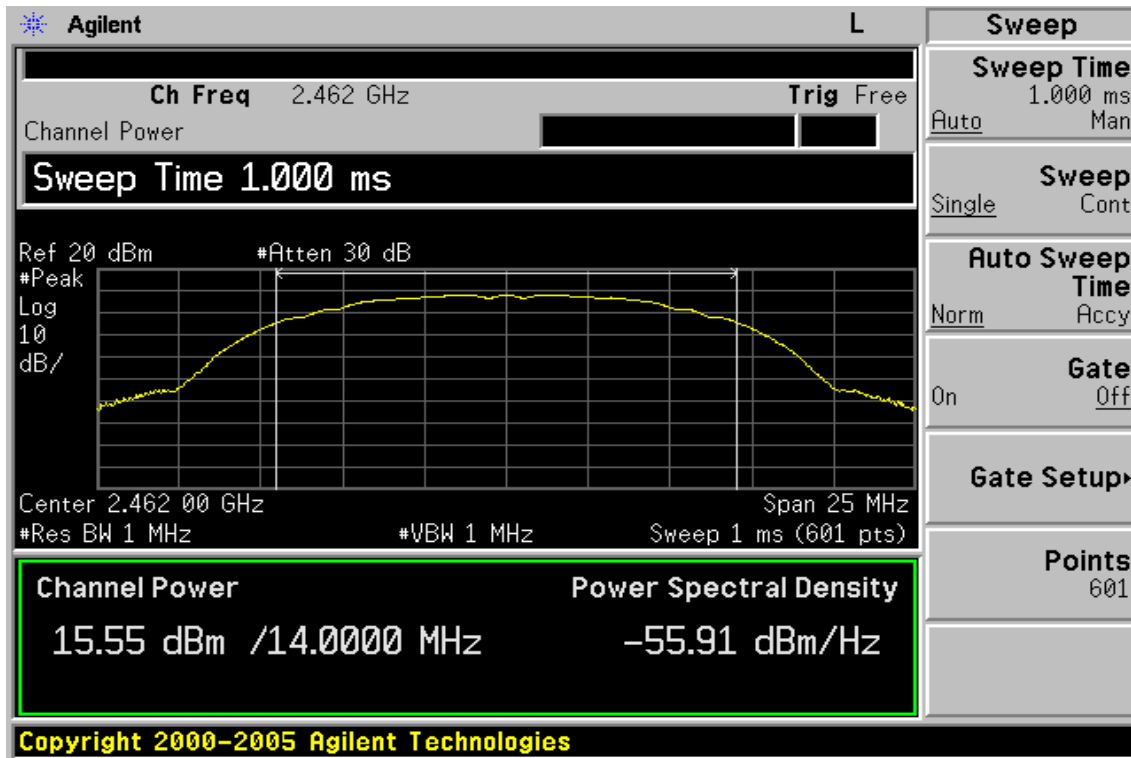 Agilent L
Ch Freq 2.462 GHz Trig Free
Channel Power
Sweep Time 1.000 ms
Ref 20 dBm #Atten 30 dB
#Peak
Log
10
dB/
Center 2.462 00 GHz Span 25 MHz
#Res BW 1 MHz #VBW 1 MHz Sweep 1 ms (601 pts)
Channel Power Power Spectral Density
15.55 dBm /14.0000 MHz -55.91 dBm/Hz
Copyright 2000-2005 Agilent Technologies
Sweep
Sweep Time
1.000 ms
Auto Man
Sweep
Single Cont
Auto Sweep
Time
Norm Accy
Gate
On Off
Gate Setup
Points
601